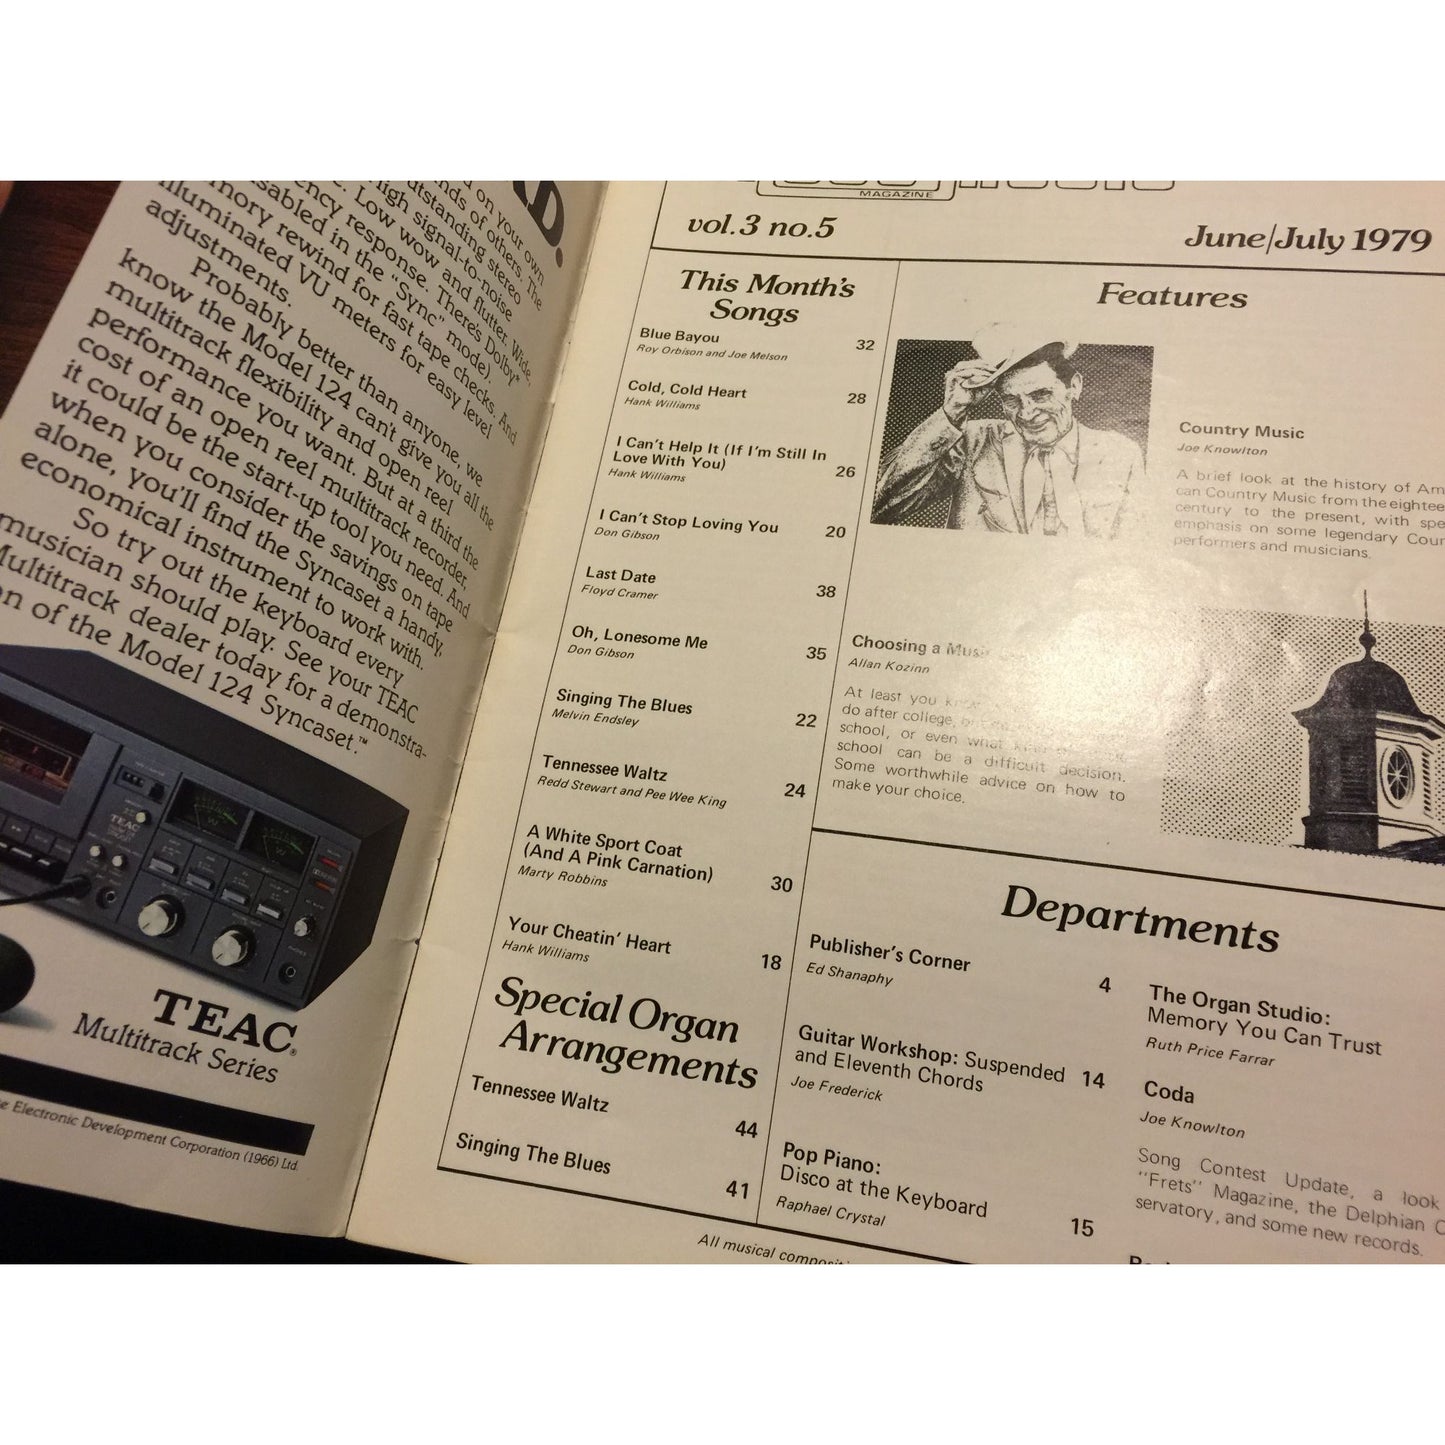 D.
d on your own
nds of others. The
utstanding stereo
High signal-to-noise
Low wow and flutter. Wide,
ency response. There's Dolby*
sabled in the "Sync" mode).
mory rewind for fast tape checks. And
illuminated VU meters for easy level
adjustments.
Probably better than anyone, we
know the Model 124 can't give you all the
multitrack flexibility and open reel
performance you want. But at a third the
cost of an open reel multitrack recorder,
it could be the start-up tool you need. And
when you consider the savings on tape
alone, you'll find the Syncaset a handy,
economical instrument to work with.
So try out the keyboard every
musician should play. See your TEAC
Multitrack dealer today for a demonstra-
on of the Model 124 Syncaset.™
TEAC
TEAC®
Multitrack Series
Electronic Development Corporation (1966) Ltd.
MAGAZINE
vol.3 no.5
June/July 1979
This Month's
Songs
Blue Bayou 32
Roy Orbison and Joe Melson
Cold, Cold Heart 28
Hank Williams
I Can't Help It (If I'm Still In
Love With You) 26
Hank Williams
I Can't Stop Loving You 20
Don Gibson
Last Date 38
Floyd Cramer
Oh, Lonesome Me 35
Don Gibson
Singing The Blues 22
Melvin Endsley
Tennessee Waltz 24
Redd Stewart and Pee Wee King
A White Sport Coat
(And A Pink Carnation) 30
Marty Robbins
Your Cheatin' Heart 18
Hank Williams
Special Organ
Arrangements
Tennessee Waltz 44
Singing The Blues 41
Features
Country Music
Joe Knowlton
A brief look at the history of Am
can Country Music from the eightee
century to the present, with spe
emphasis on some legendary Coun
performers and musicians.
Choosing a Musi
Allan Kozinn
At least you
do after college,
school, or even what
school can be a difficult decision.
Some worthwhile advice on how to
make your choice.
Departments
Publisher's Corner 4
Ed Shanaphy
Guitar Workshop: Suspended
and Eleventh Chords 14
Joe Frederick
Pop Piano:
Disco at the Keyboard 15
Raphael Crystal
The Organ Studio:
Memory You Can Trust
Ruth Price Farrar
Coda
Joe Knowlton
Song Contest Update, a look
"Frets" Magazine, the Delphian C
servatory, and some new records.
All musical compositi